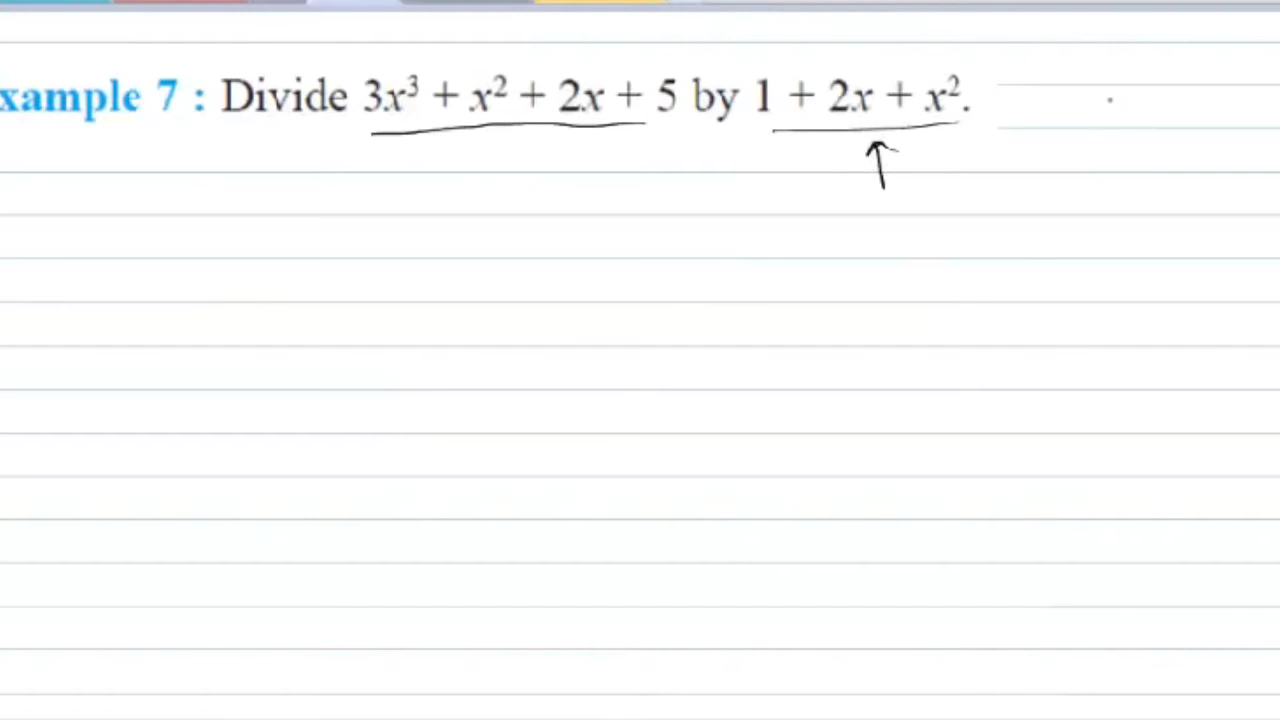 xample 7 : Divide 3x³ + x² + 2x + 5 by 1 + 2x + x².